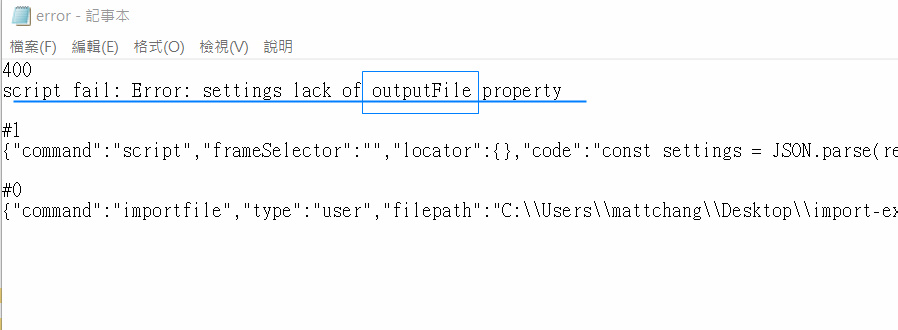 error - 記事本
檔案(F) 編輯(E) 格式(O) 檢視(V) 說明
400
script fail: Error: settings lack of outputFile property
#1
{"command":"script","frameSelector":"","locator":{},"code":"const settings = JSON.parse(re
#0
{"command":"importfile","type":"user","filepath":"C:\\Users\\mattchang\\Desktop\\import-ex